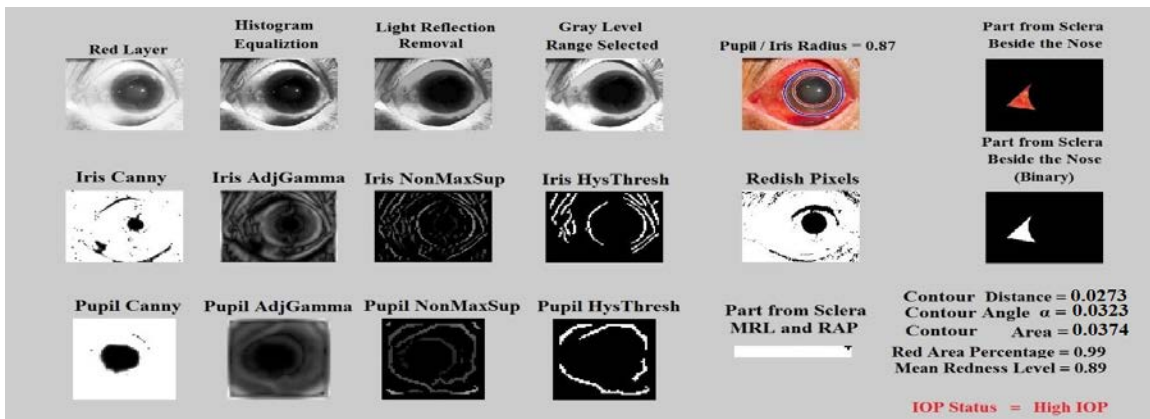 Red Layer
Histogram
Equaliztion
Light Reflection
Removal
Gray Level
Range Selected
Pupil / Iris Radius = 0.87
Part from Sclera
Beside the Nose
Iris Canny
Iris AdjGamma
Iris NonMaxSup
Iris HysThresh
Redish Pixels
Part from Sclera
Beside the Nose
(Binary)
Pupil Canny
Pupil AdjGamma
Pupil NonMaxSup
Pupil HysThresh
Part from Sclera
MRL and RAP
Contour Distance = 0.0273
Contour Angle α = 0.0323
Contour Area = 0.0374
Red Area Percentage = 0.99
Mean Redness Level = 0.89
IOP Status = High IOP